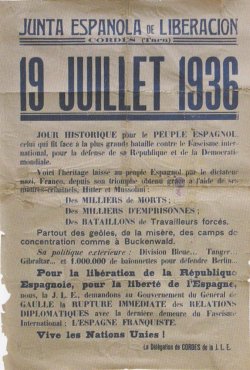 JUNTA ESPAÑOLA DE LIBERACION
CORDES (Tarn)
19 JUILLET 1936
JOUR HISTORIQUE pour le PEUPLE ESPAGNOL
celui qui fit face à la plus grande bataille contre le Fascisme inter-
national, pour la défense de sa République et de la Démocratie
mondiale.
Voici l'héritage laissé au peuple Espagnol par le dictateur
nazi, Franco, depuis son triomphe obtenu grâce à l'aide de ses
maîtres-criminels, Hitler et Mussolini :
Des MILLIERS de MORTS ;
Des MILLIERS D'EMPRISONNES ;
Des BATAILLONS de Travailleurs forcés.
Partout des geôles, de la misère, des camps de
concentration comme à Buckenwald.
Sa politique extérieure : Division Bleue... Tanger...
Gibraltar... et 1.000.000 de baïonnettes pour défendre Berlin...
Pour la libération de la République
Espagnole, pour la liberté de l'Espagne,
nous, la J. L. E., demandons au Gouvernement du Général de
GAULLE la RUPTURE IMMEDIATE des RELATIONS
DIPLOMATIQUES avec la dernière demeure du Fascisme
International : L'ESPAGNE FRANQUISTE.
Vive les Nations Unies !
La Délégation de CORDES de la J. L. E.